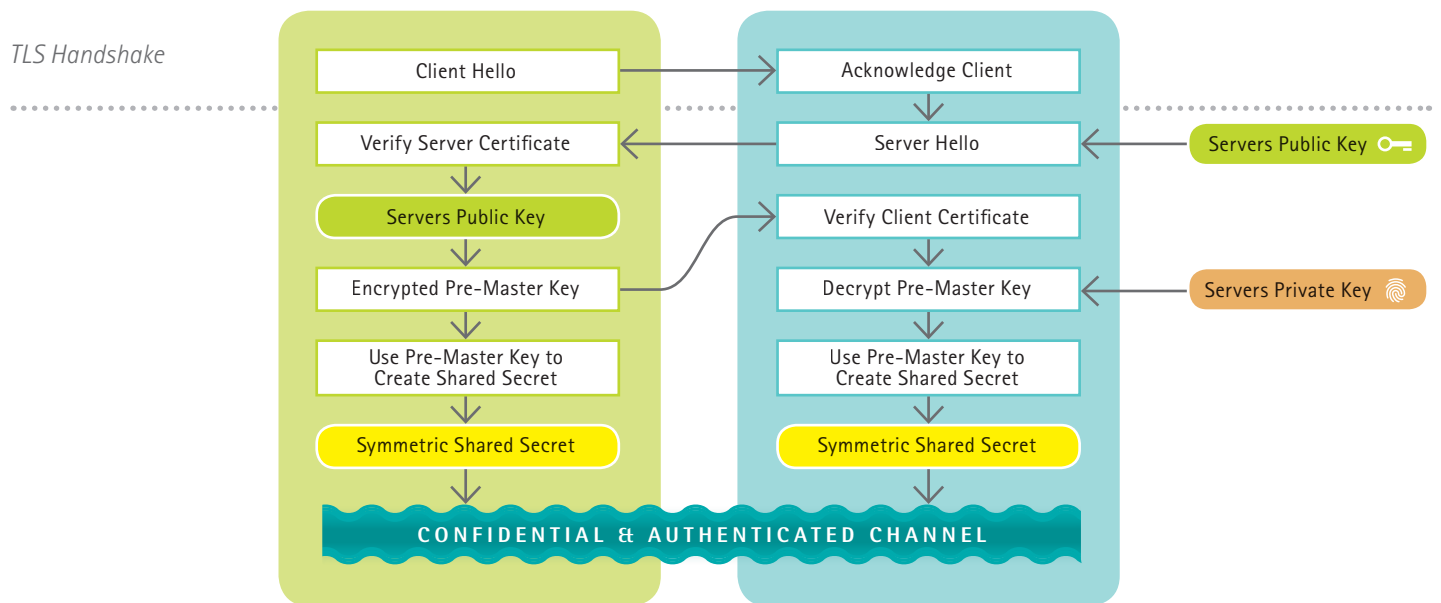 TLS Handshake
Client Hello
Acknowledge Client
Verify Server Certificate
Server Hello
Servers Public Key
Servers Public Key
Verify Client Certificate
Encrypted Pre-Master Key
Decrypt Pre-Master Key
Servers Private Key
Use Pre-Master Key to
Create Shared Secret
Use Pre-Master Key to
Create Shared Secret
Symmetric Shared Secret
Symmetric Shared Secret
CONFIDENTIAL & AUTHENTICATED CHANNEL